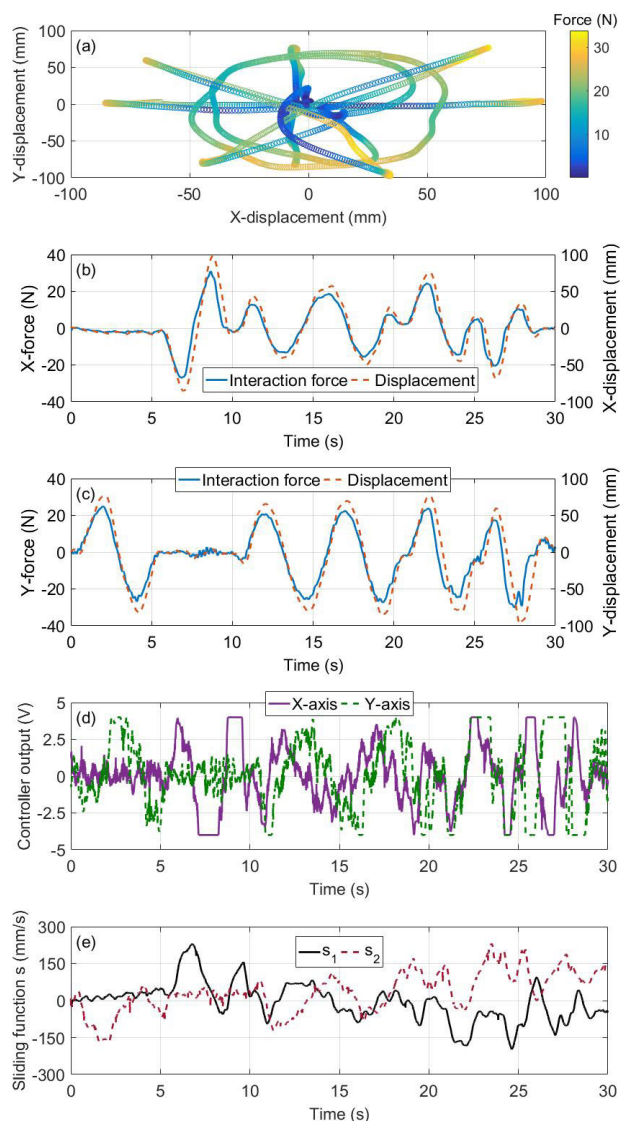 Force (N)
(a)
Y-displacement (mm)
100
50
0
-50
-100
-100
-50
0
50
100
X-displacement (mm)
30
20
10
(b)
X-force (N)
40
20
0
-20
-40
100
50
0
-50
-100
X-displacement (mm)
Interaction force
Displacement
0
5
10
15
20
25
30
Time (s)
(c)
Y-force (N)
40
20
0
-20
-40
Interaction force
Displacement
100
50
0
-50
-100
Y-displacement (mm)
0
5
10
15
20
25
30
Time (s)
(d)
Controller output (V)
5
2.5
0
-2.5
-5
X-axis
Y-axis
0
5
10
15
20
25
30
Time (s)
(e)
Sliding function s (mm/s)
300
150
0
-150
-300
s₁
s₂
0
5
10
15
20
25
30
Time (s)